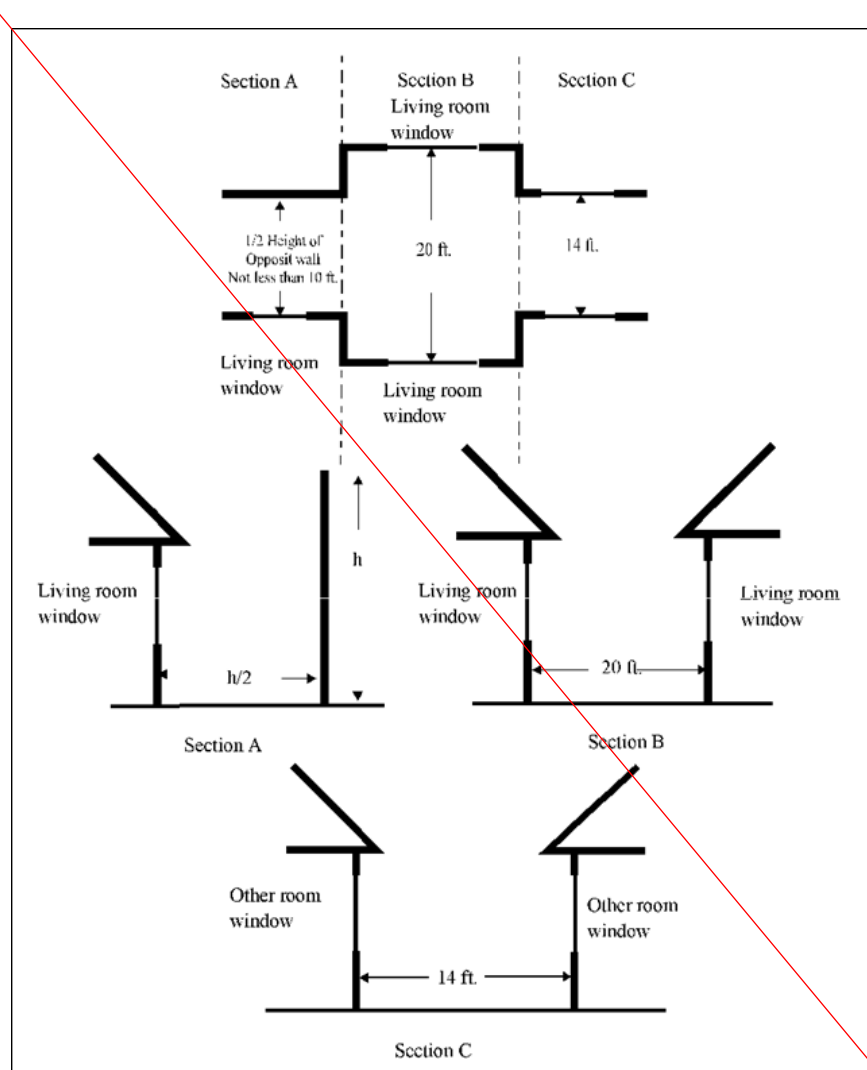 Section A
Section B
Section C
Living room
window
1/2 Height of
Opposit wall
Not less than 10 ft.
20 ft.
14 ft.
Living room
window
Living room
window
h
Living room
window
Living room
window
Living room
window
h/2
20 ft.
Section A
Section B
Other room
window
Other room
window
14 ft.
Section C